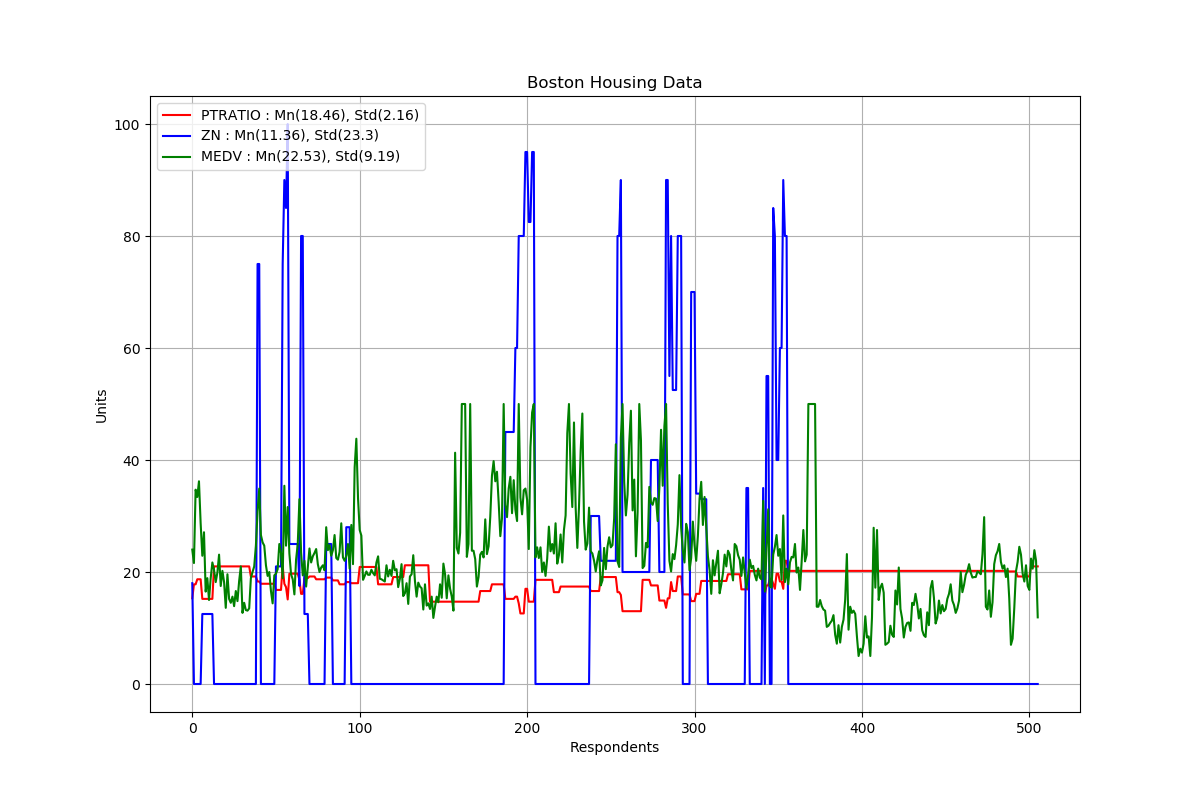 Boston Housing Data
PTRATIO : Mn(18.46), Std(2.16)
ZN : Mn(11.36), Std(23.3)
MEDV : Mn(22.53), Std(9.19)
100
80
60
40
20
0
Units
0 100 200 300 400 500
Respondents